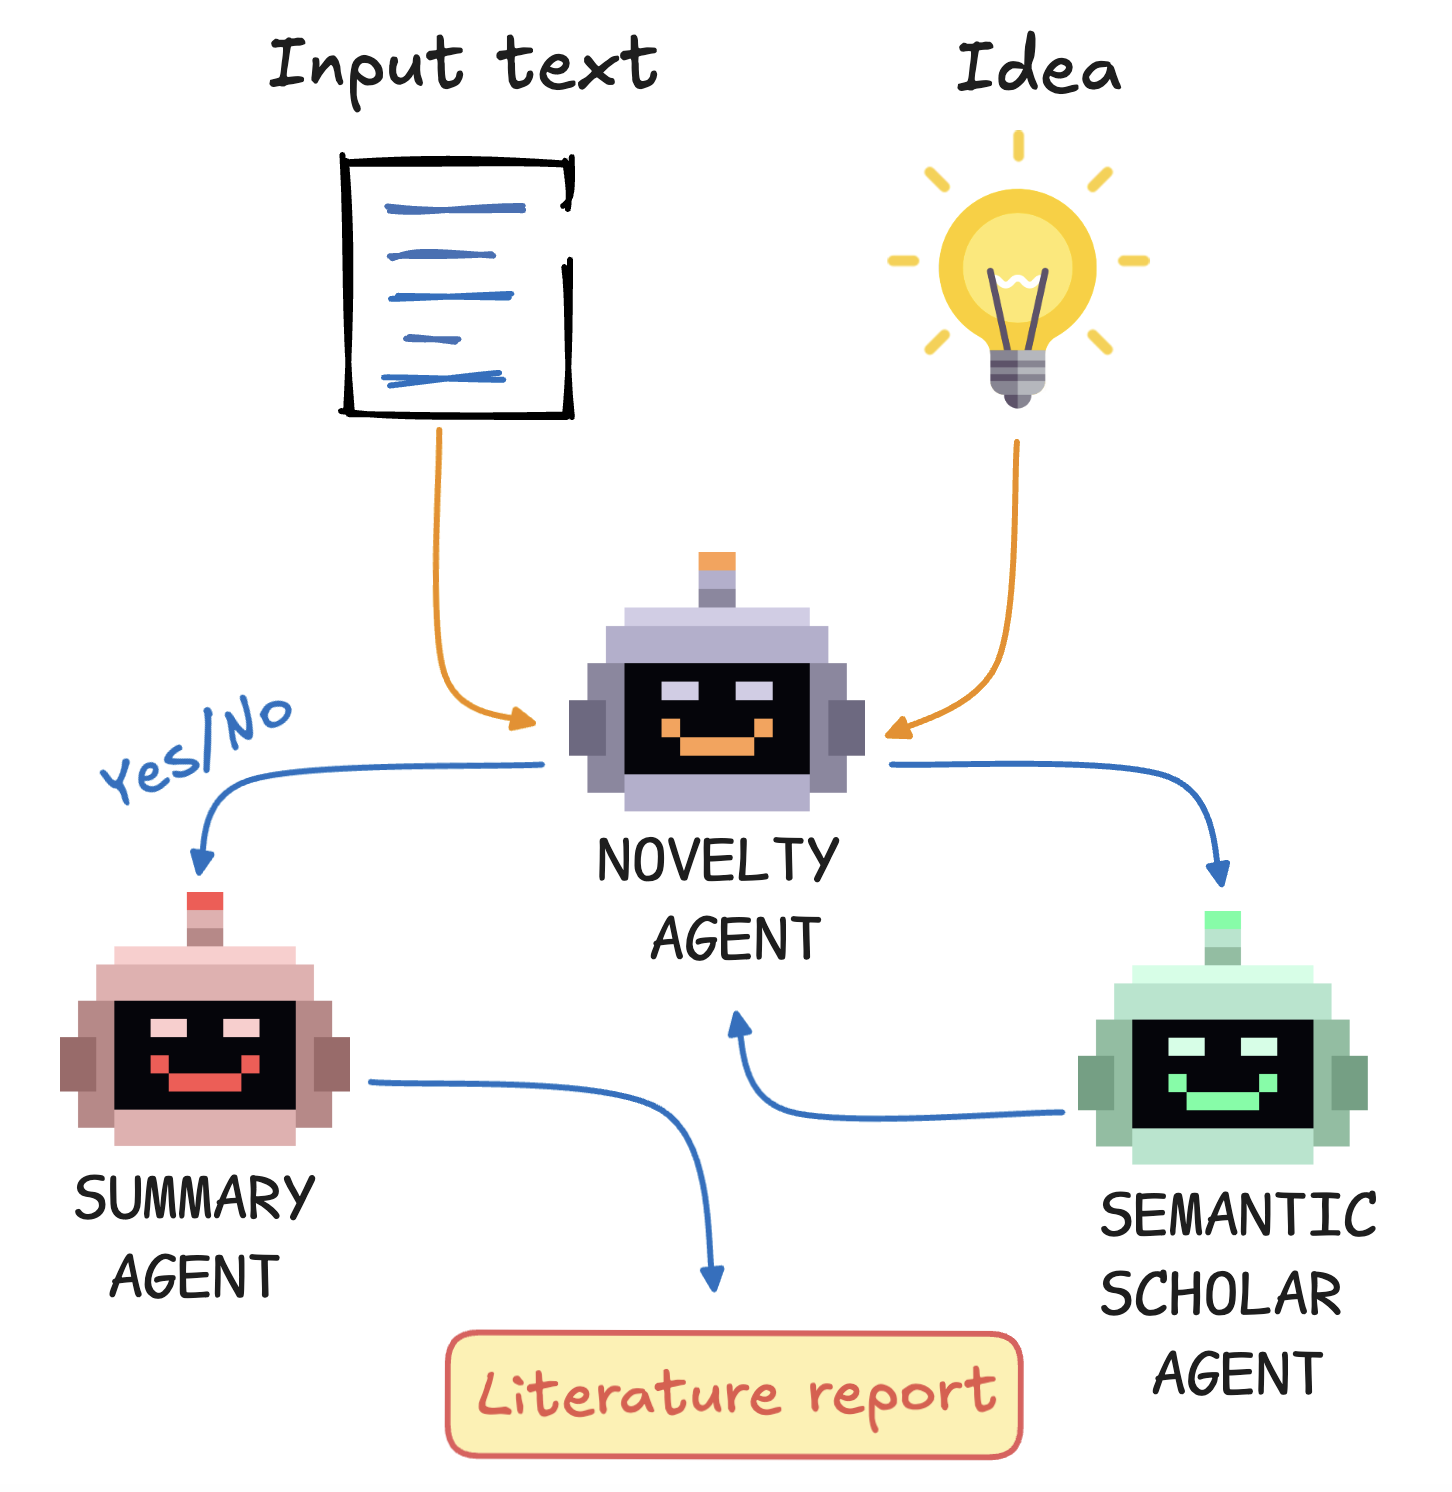 Input text
Idea
Yes/No
NOVELTY
AGENT
SUMMARY
AGENT
SEMANTIC
SCHOLAR
AGENT
Literature report